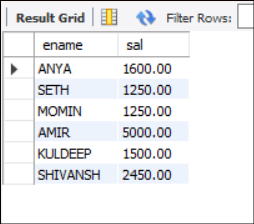 Result Grid Filter Rows:
ename sal
ANYA 1600.00
SETH 1250.00
MOMIN 1250.00
AMIR 5000.00
KULDEEP 1500.00
SHIVANSH 2450.00